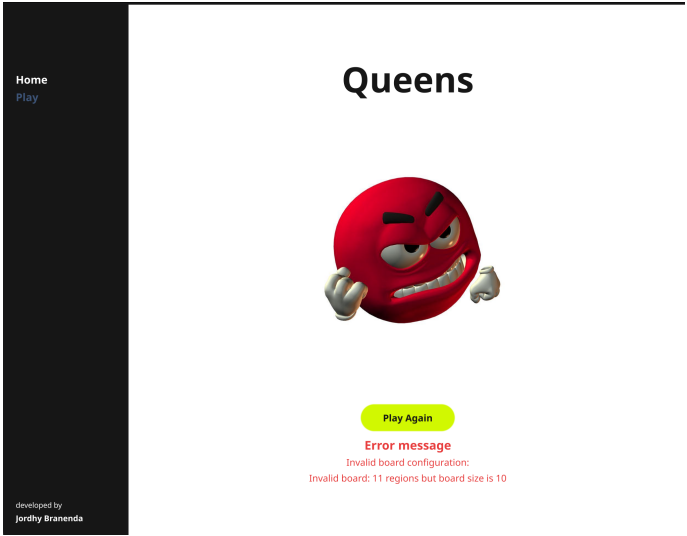 Home
Play
Queens
Play Again
Error message
Invalid board configuration:
Invalid board: 11 regions but board size is 10
developed by
Jordhy Branenda